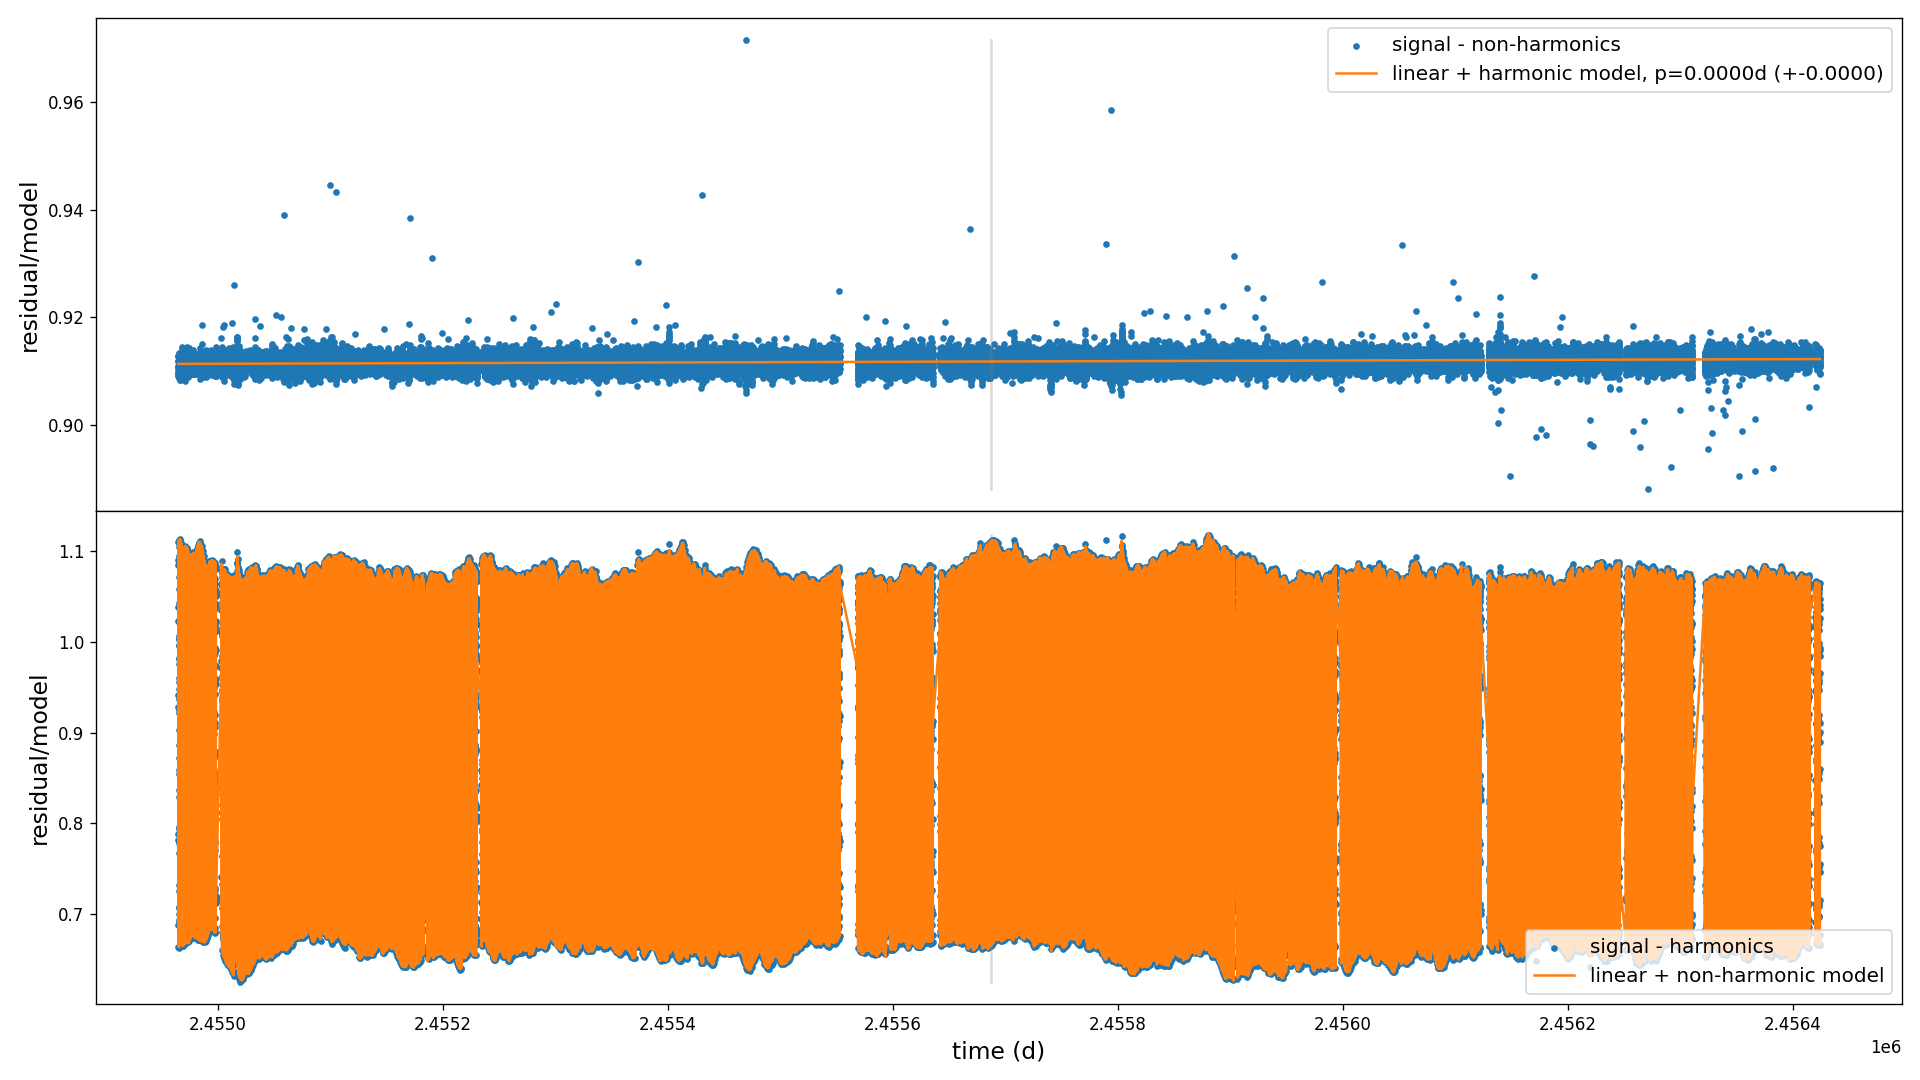 signal - non-harmonics
linear + harmonic model, p=0.0000d (+-0.0000)
residual/model
0.96
0.94
0.92
0.90
residual/model
1.1
1.0
0.9
0.8
0.7
signal - harmonics
linear + non-harmonic model
2.4550
2.4552
2.4554
2.4556
2.4558
2.4560
2.4562
2.4564
1e6
time (d)